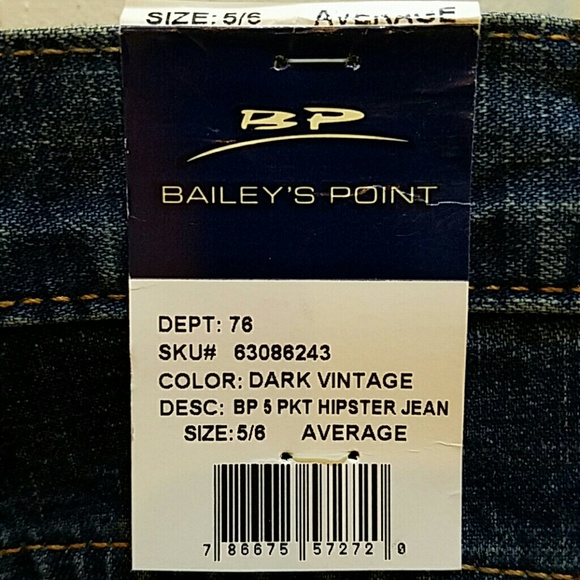 SIZE: 5/6 AVERAGE
BP
BAILEY'S POINT
DEPT: 76
SKU# 63086243
COLOR: DARK VINTAGE
DESC: BP 5 PKT HIPSTER JEAN
SIZE: 5/6 AVERAGE
7 86675 57272 0